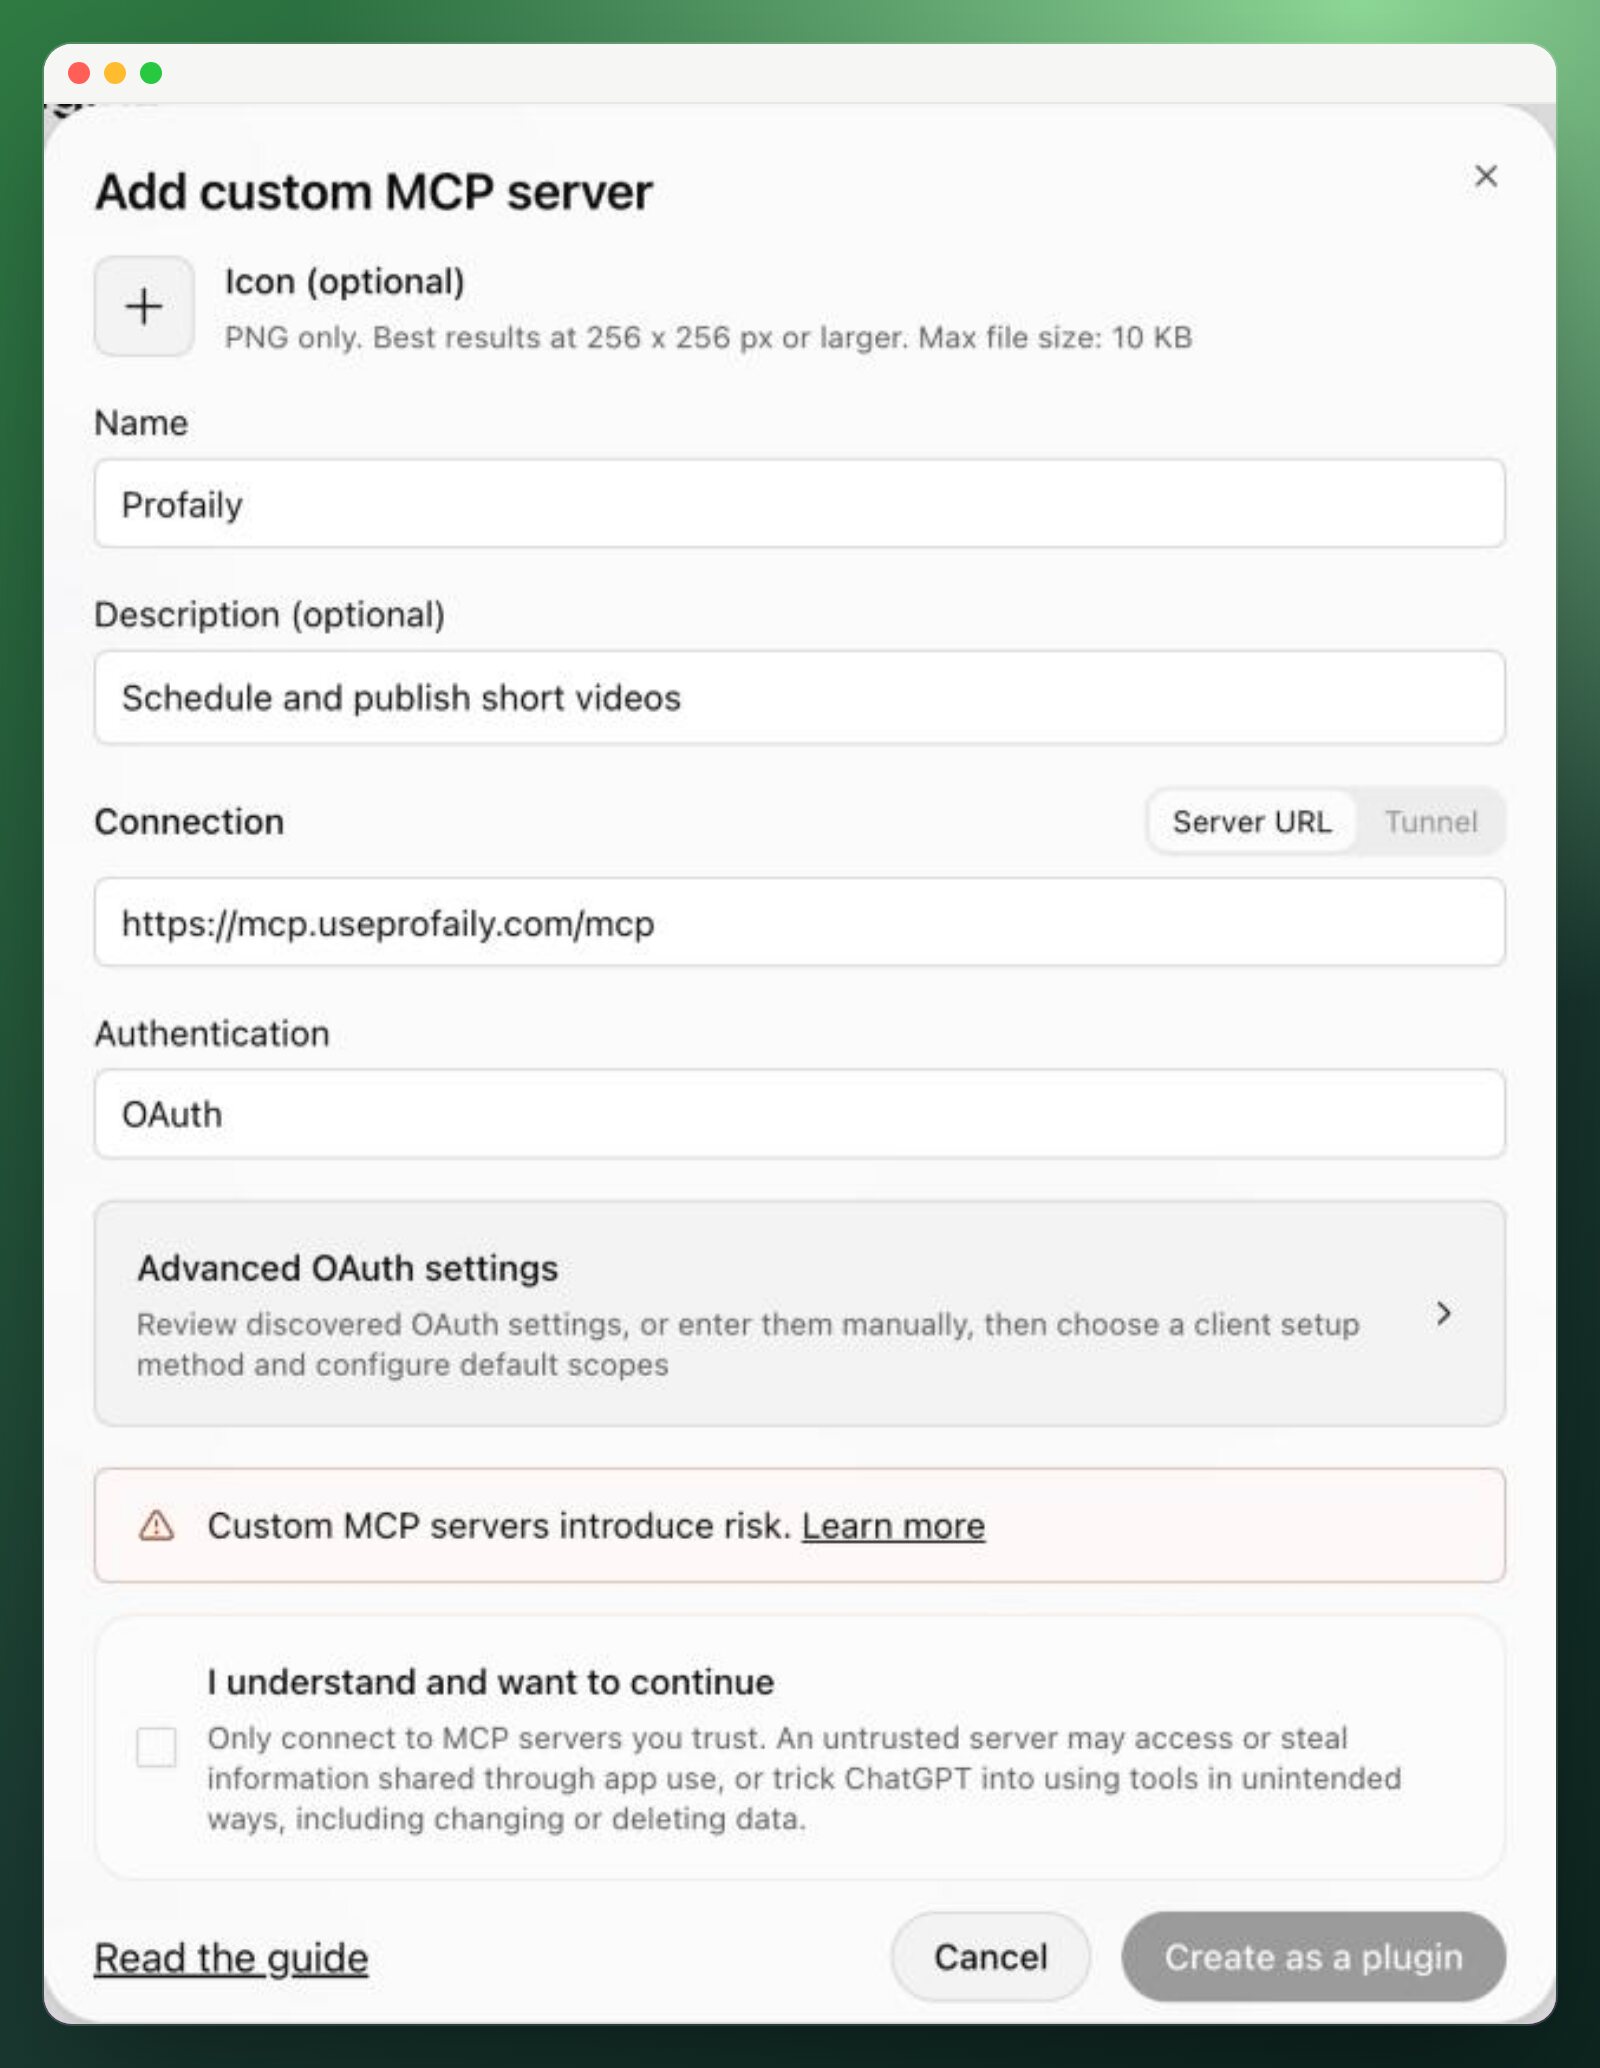 Add custom MCP server
Icon (optional)
PNG only. Best results at 256 x 256 px or larger. Max file size: 10 KB
Name
Profaily
Description (optional)
Schedule and publish short videos
Connection
Server URL
Tunnel
https://mcp.useprofaily.com/mcp
Authentication
OAuth
Advanced OAuth settings
Review discovered OAuth settings, or enter them manually, then choose a client setup
method and configure default scopes
Custom MCP servers introduce risk. Learn more
I understand and want to continue
Only connect to MCP servers you trust. An untrusted server may access or steal
information shared through app use, or trick ChatGPT into using tools in unintended
ways, including changing or deleting data.
Read the guide
Cancel
Create as a plugin